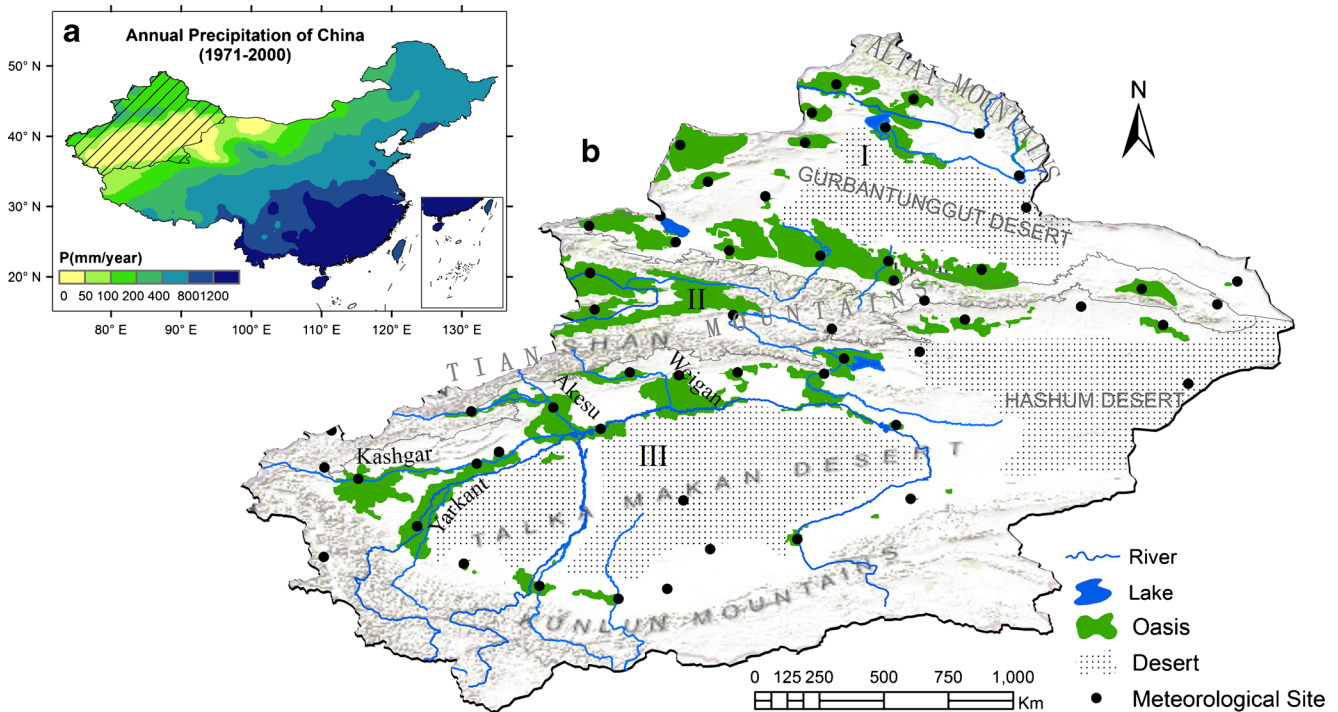 a
Annual Precipitation of China
(1971-2000)
50° N
40° N
30° N
20° N
P(mm/year)
0 50 100 200 400 800 1200
80° E 90° E 100° E 110° E 120° E 130° E
b
N
ALTAI MOUNTAINS
I
GURBANTUNGGUT DESERT
II
TIAN SHAN MOUNTAINS
Weigan
Akesu
HASHUM DESERT
Kashgar
III
Yarkant
TALKA MAKAN DESERT
KUNLUN MOUNTAINS
River
Lake
Oasis
Desert
Meteorological Site
0 125 250 500 750 1,000
Km